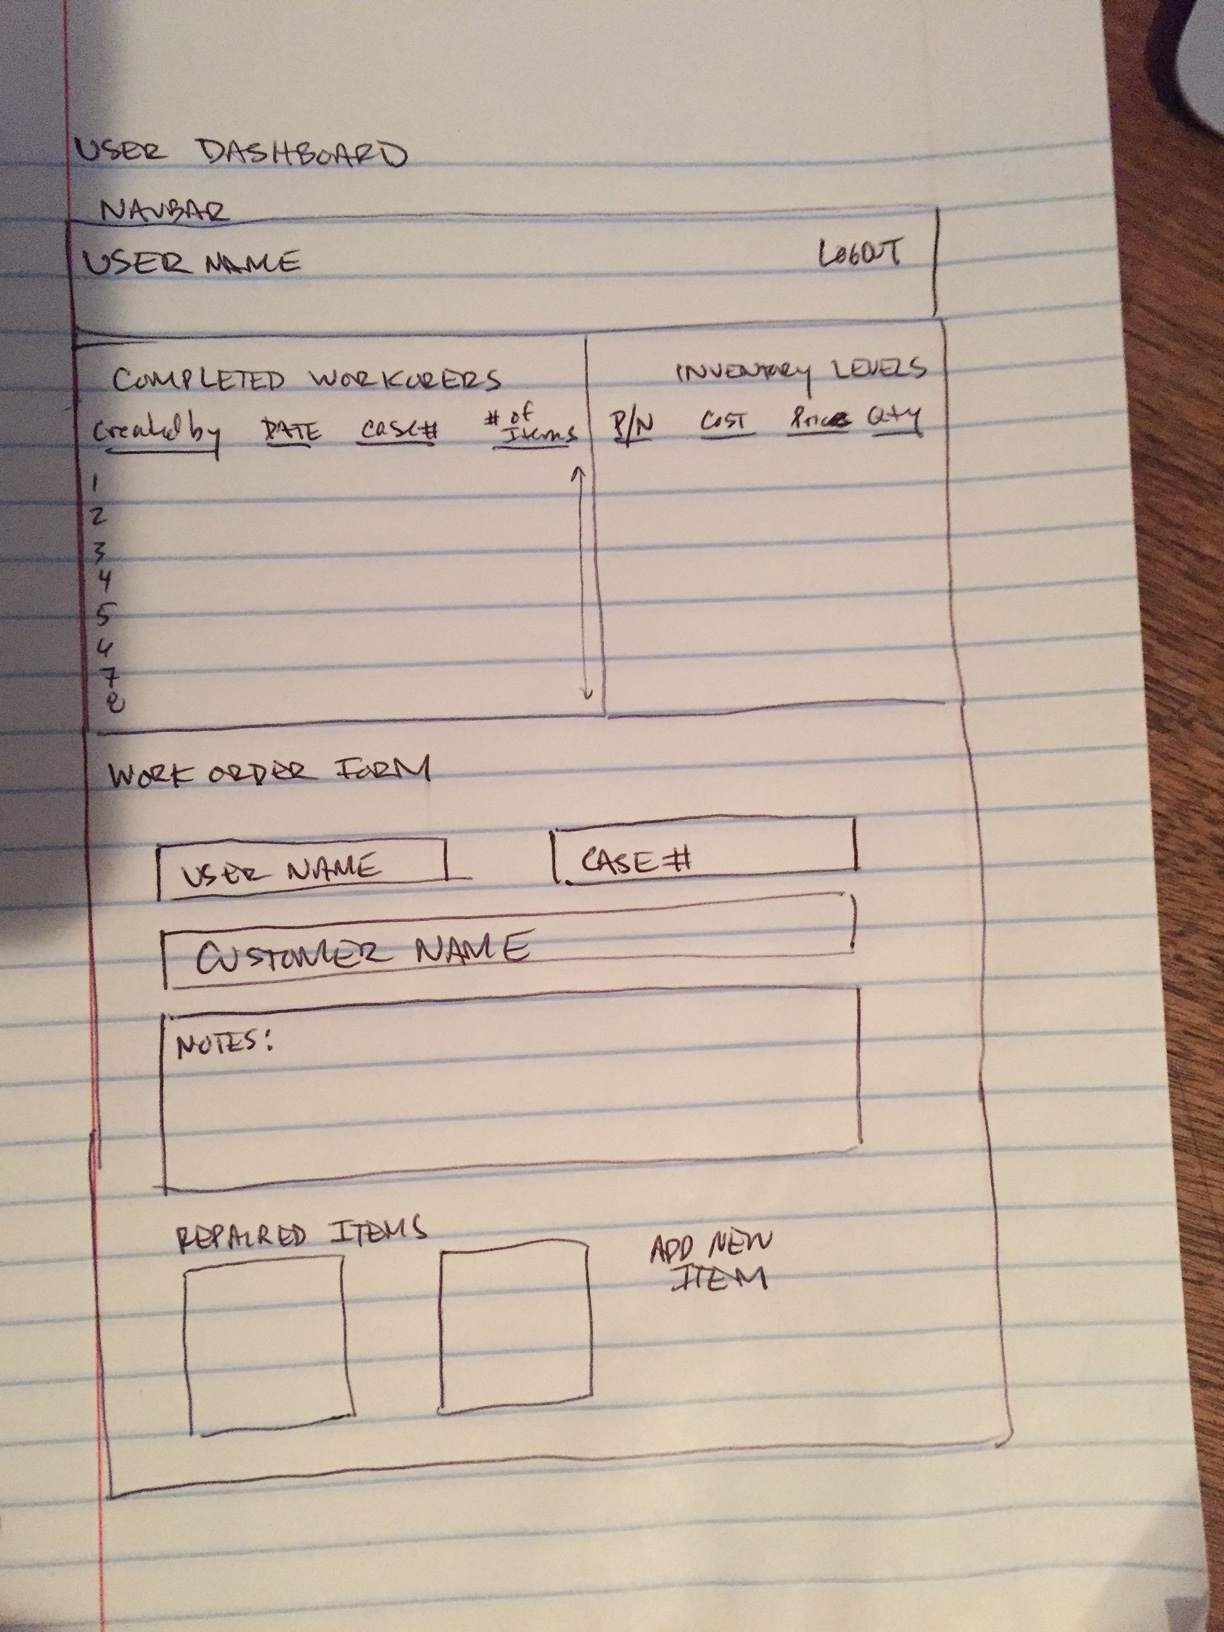 USER DASHBOARD
NAVBAR
USER NAME LOGOUT
COMPLETED WORKORERS INVENTORY LEVELS
Created by DATE CASE# # of Items P/N COST Price Qty
1
2
3
4
5
4
7
8
WORK ORDER FORM
USER NAME CASE#
CUSTOMER NAME
NOTES:
REPAIRED ITEMS
ADD NEW
ITEM